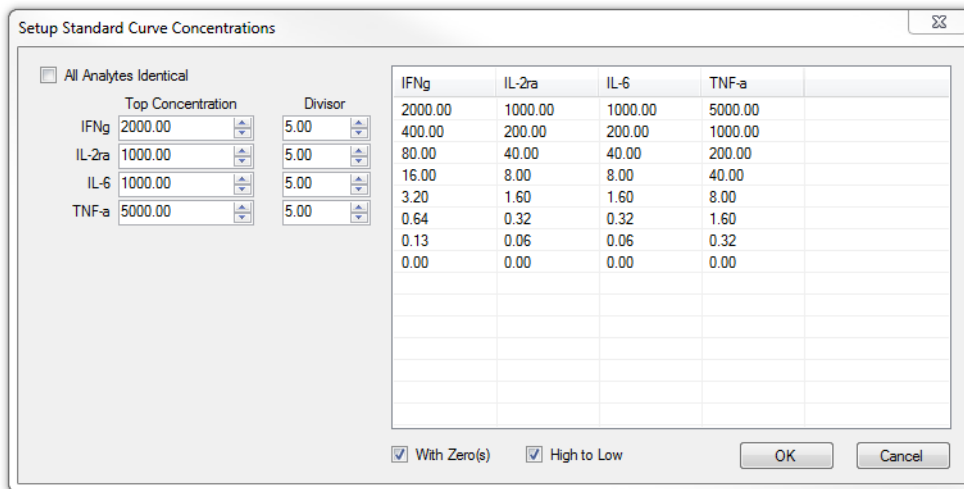 Setup Standard Curve Concentrations
All Analytes Identical
Top Concentration Divisor
IFNg 2000.00 5.00
IL-2ra 1000.00 5.00
IL-6 1000.00 5.00
TNF-a 5000.00 5.00
IFNg IL-2ra IL-6 TNF-a
2000.00 1000.00 1000.00 5000.00
400.00 200.00 200.00 1000.00
80.00 40.00 40.00 200.00
16.00 8.00 8.00 40.00
3.20 1.60 1.60 8.00
0.64 0.32 0.32 1.60
0.13 0.06 0.06 0.32
0.00 0.00 0.00 0.00
With Zero(s) High to Low OK Cancel